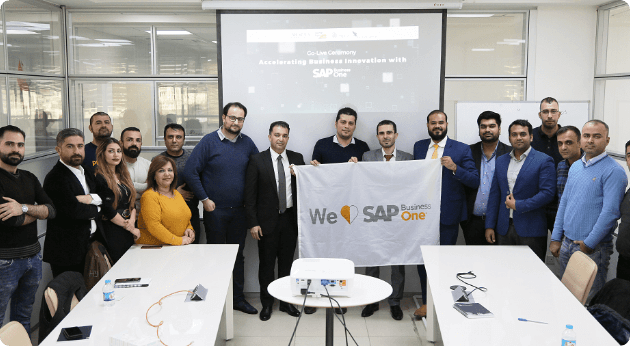 Go-Live Ceremony
Accelerating Business Innovation with
SAP Business One
We SAP Business One